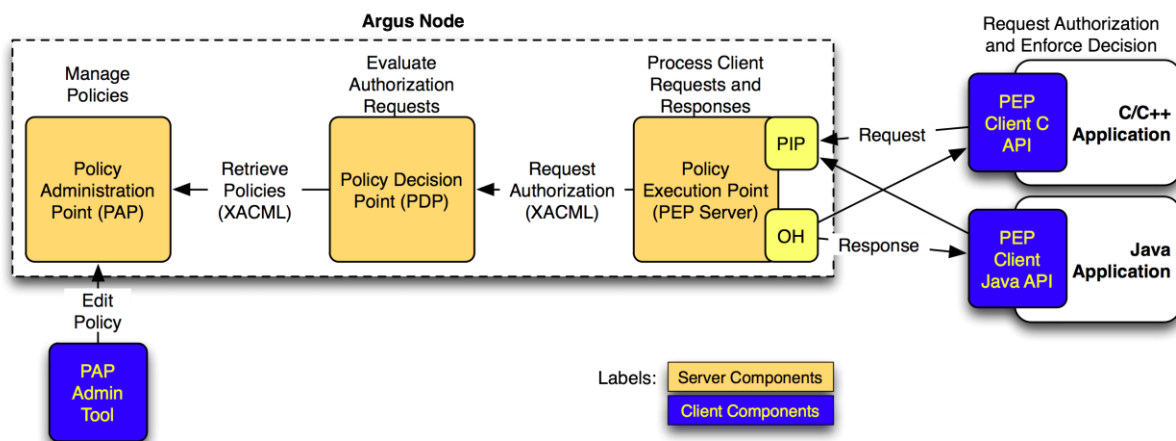 Argus Node
Request Authorization
and Enforce Decision
Manage
Policies
Evaluate
Authorization
Requests
Process Client
Requests and
Responses
Policy
Administration
Point (PAP)
Retrieve
Policies
(XACML)
Policy Decision
Point (PDP)
Request
Authorization
(XACML)
Policy
Execution Point
(PEP Server)
PIP
OH
Request
Response
PEP
Client C
API
C/C++
Application
PEP
Client
Java API
Java
Application
Edit
Policy
PAP
Admin
Tool
Labels:
Server Components
Client Components